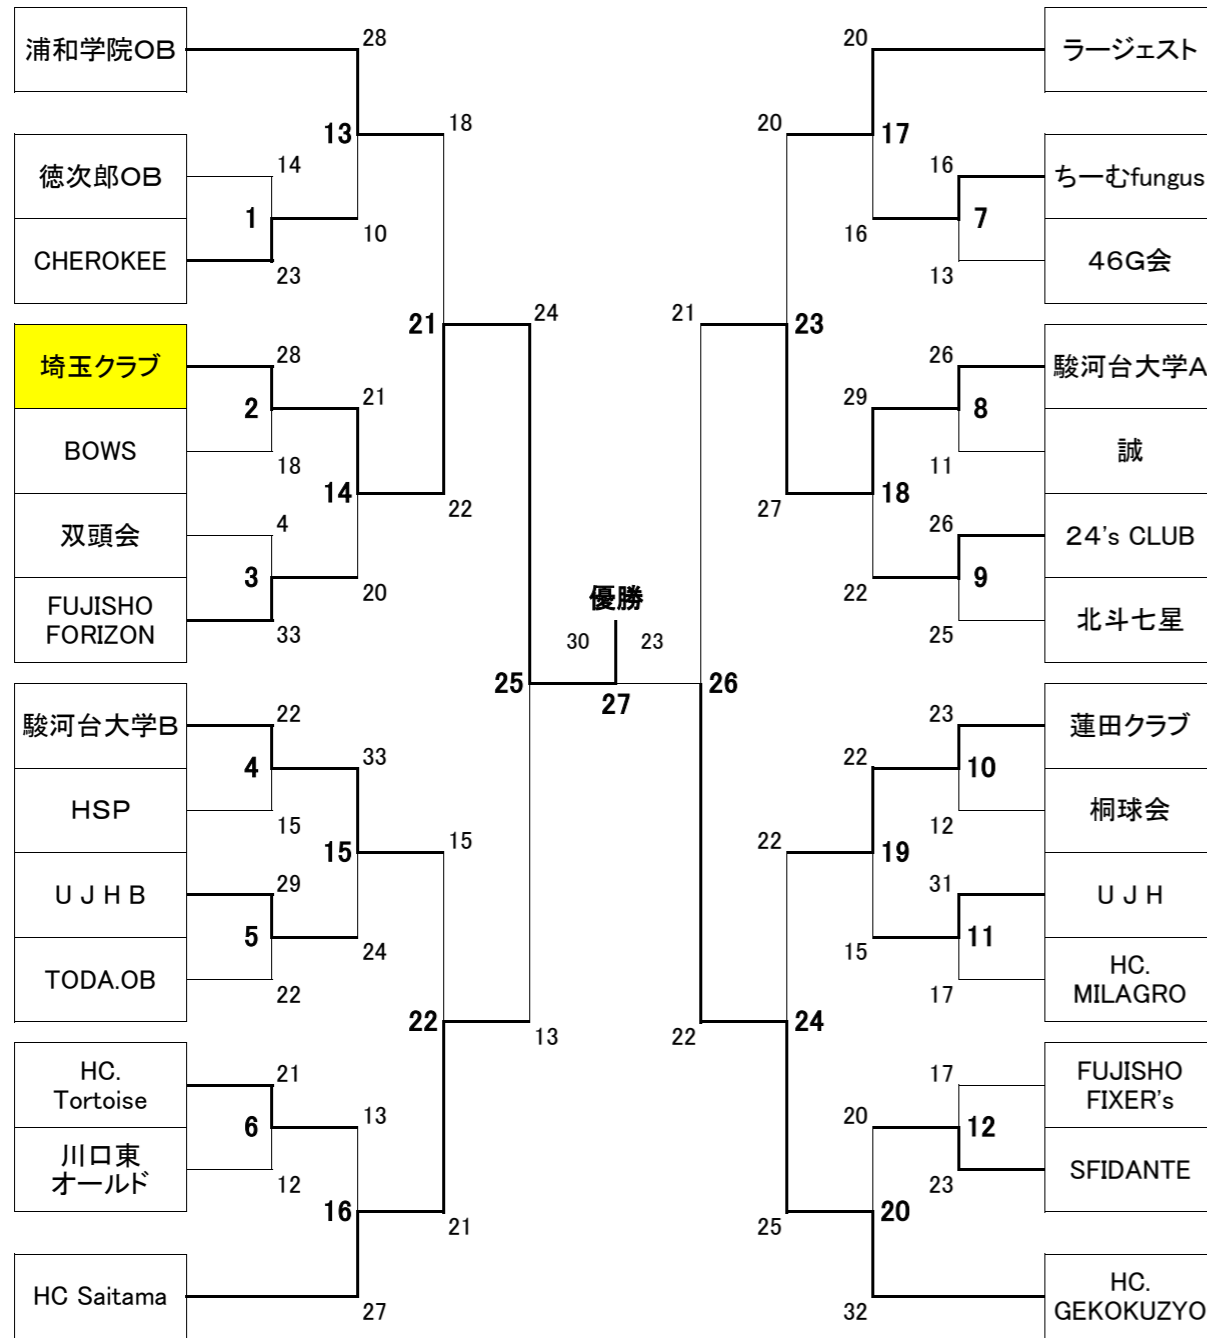 浦和学院OB
28
20
ラージェスト
13
18
20
17
徳次郎OB
14
16
ちーむfungus
1
7
CHEROKEE
23
10
16
13
46G会
21
24
21
23
埼玉クラブ
28
26
駿河台大学A
2
21
29
8
BOWS
18
11
誠
14
22
27
18
双頭会
4
26
24's CLUB
3
20
22
9
FUJISHO
FORIZON
33
25
北斗七星
優勝
30
23
25
27
26
駿河台大学B
22
23
蓮田クラブ
4
33
22
10
HSP
15
12
桐球会
15
15
22
19
UJHB
29
31
UJH
5
24
15
11
TODA.OB
22
17
HC.
MILAGRO
22
13
22
24
HC.
Tortoise
21
17
FUJISHO
FIXER's
6
13
20
12
川口東
オールド
12
23
SFIDANTE
16
21
25
20
HC Saitama
27
32
HC.
GEKOKUZYO